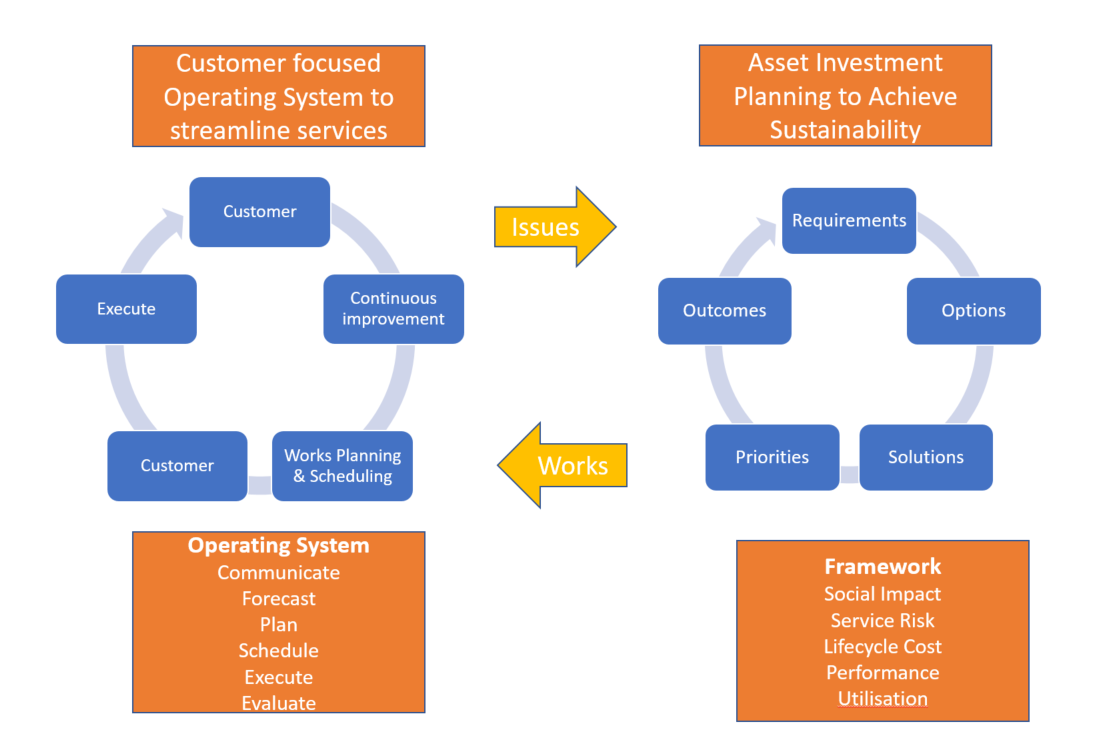 Customer focused
Operating System to
streamline services
Asset Investment
Planning to Achieve
Sustainability
Customer
Continuous
improvement
Works Planning
& Scheduling
Customer
Execute
Issues
Works
Requirements
Options
Solutions
Priorities
Outcomes
Operating System
Communicate
Forecast
Plan
Schedule
Execute
Evaluate
Framework
Social Impact
Service Risk
Lifecycle Cost
Performance
Utilisation